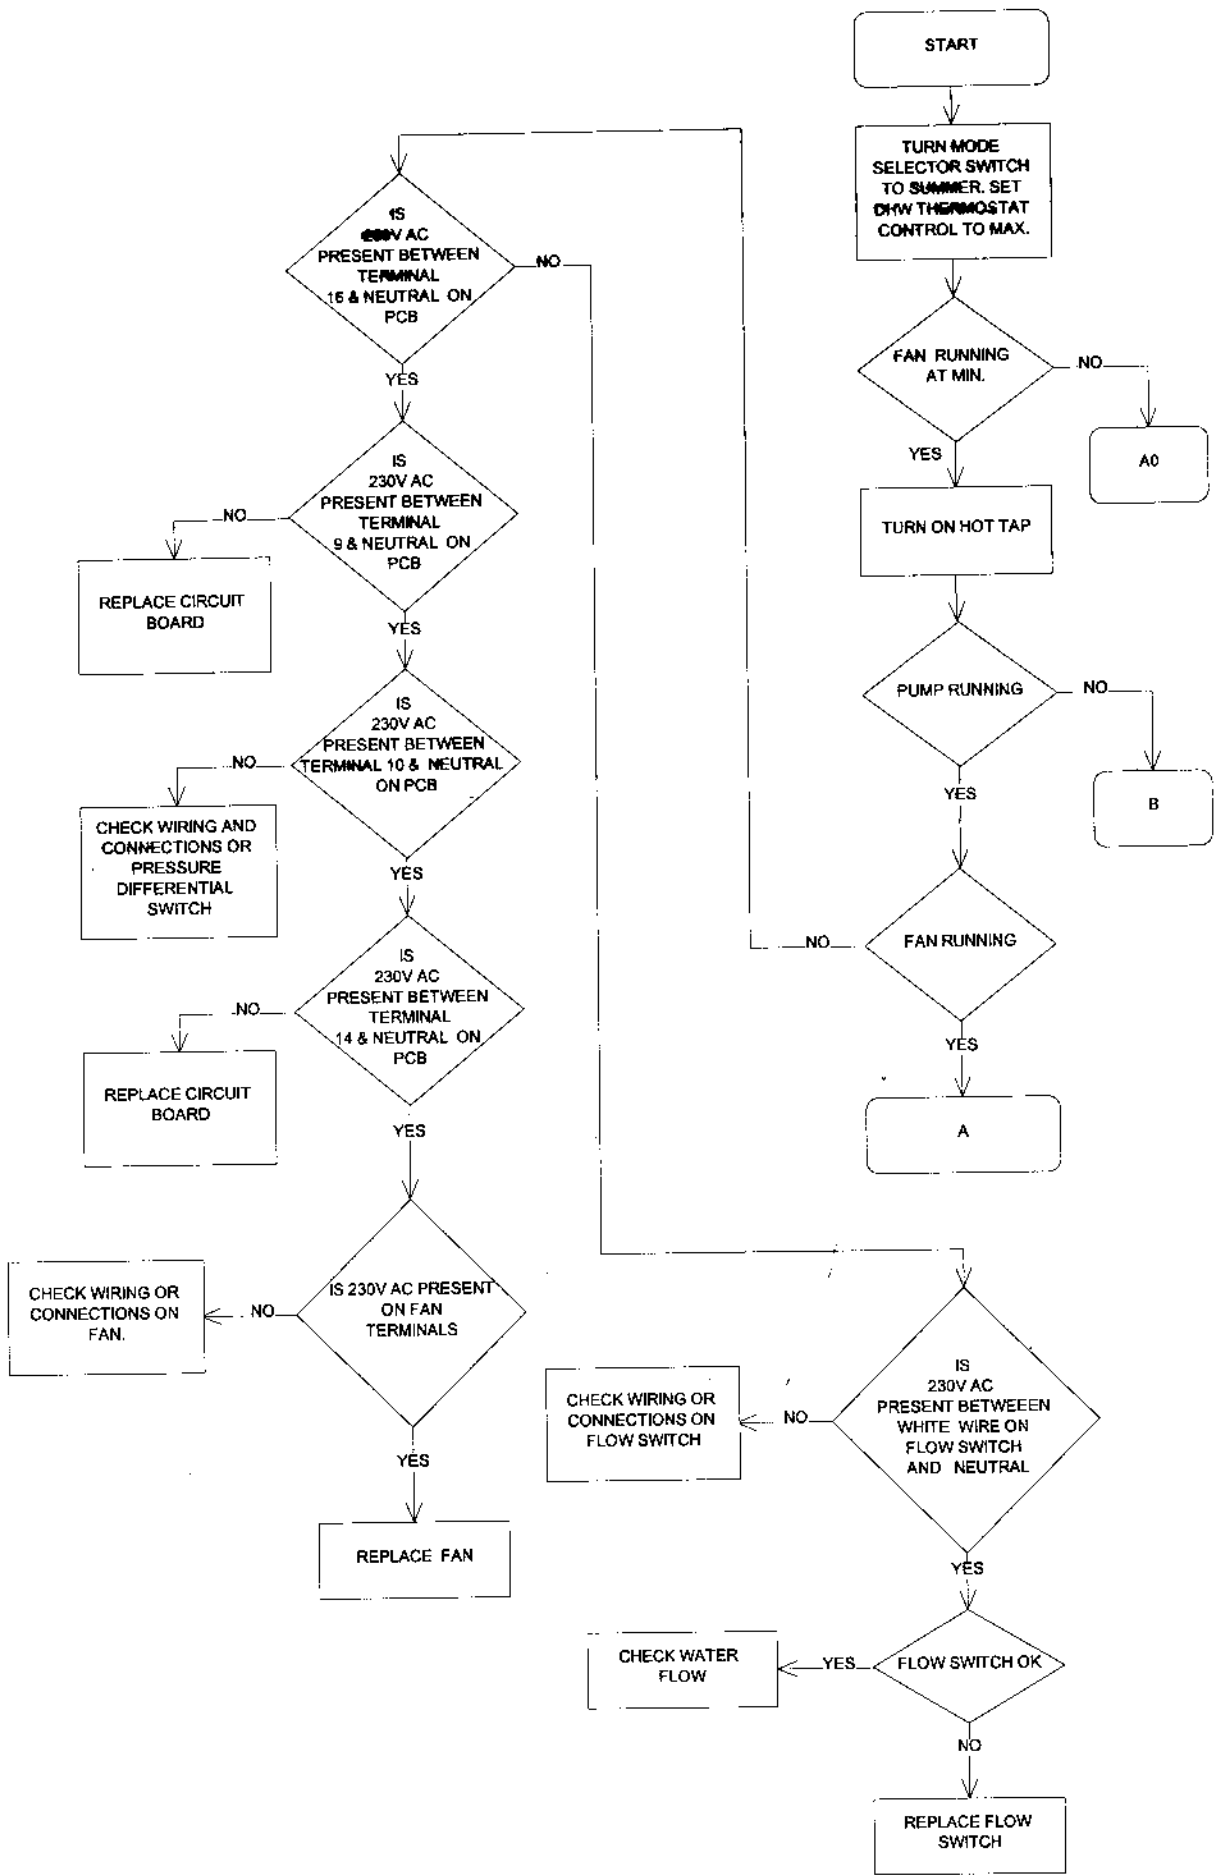 START
TURN MODE
SELECTOR SWITCH
TO SUMMER. SET
DHW THERMOSTAT
CONTROL TO MAX.
FAN RUNNING
AT MIN.
NO
A0
YES
TURN ON HOT TAP
PUMP RUNNING
NO
B
YES
FAN RUNNING
NO
YES
A
IS
V AC
PRESENT BETWEEN
TERMINAL
& NEUTRAL ON
PCB
NO
YES
IS
230V AC
PRESENT BETWEEN
TERMINAL
9 & NEUTRAL ON
PCB
NO
REPLACE CIRCUIT
BOARD
YES
IS
230V AC
PRESENT BETWEEN
TERMINAL 10 & NEUTRAL
ON PCB
NO
CHECK WIRING AND
CONNECTIONS OR
PRESSURE
DIFFERENTIAL
SWITCH
YES
IS
230V AC
PRESENT BETWEEN
TERMINAL
14 & NEUTRAL ON
PCB
NO
REPLACE CIRCUIT
BOARD
YES
IS 230V AC PRESENT
ON FAN
TERMINALS
NO
CHECK WIRING OR
CONNECTIONS ON
FAN.
YES
REPLACE FAN
IS
230V AC
PRESENT BETWEEEN
WHITE WIRE ON
FLOW SWITCH
AND NEUTRAL
NO
CHECK WIRING OR
CONNECTIONS ON
FLOW SWITCH
YES
FLOW SWITCH OK
YES
CHECK WATER
FLOW
NO
REPLACE FLOW
SWITCH